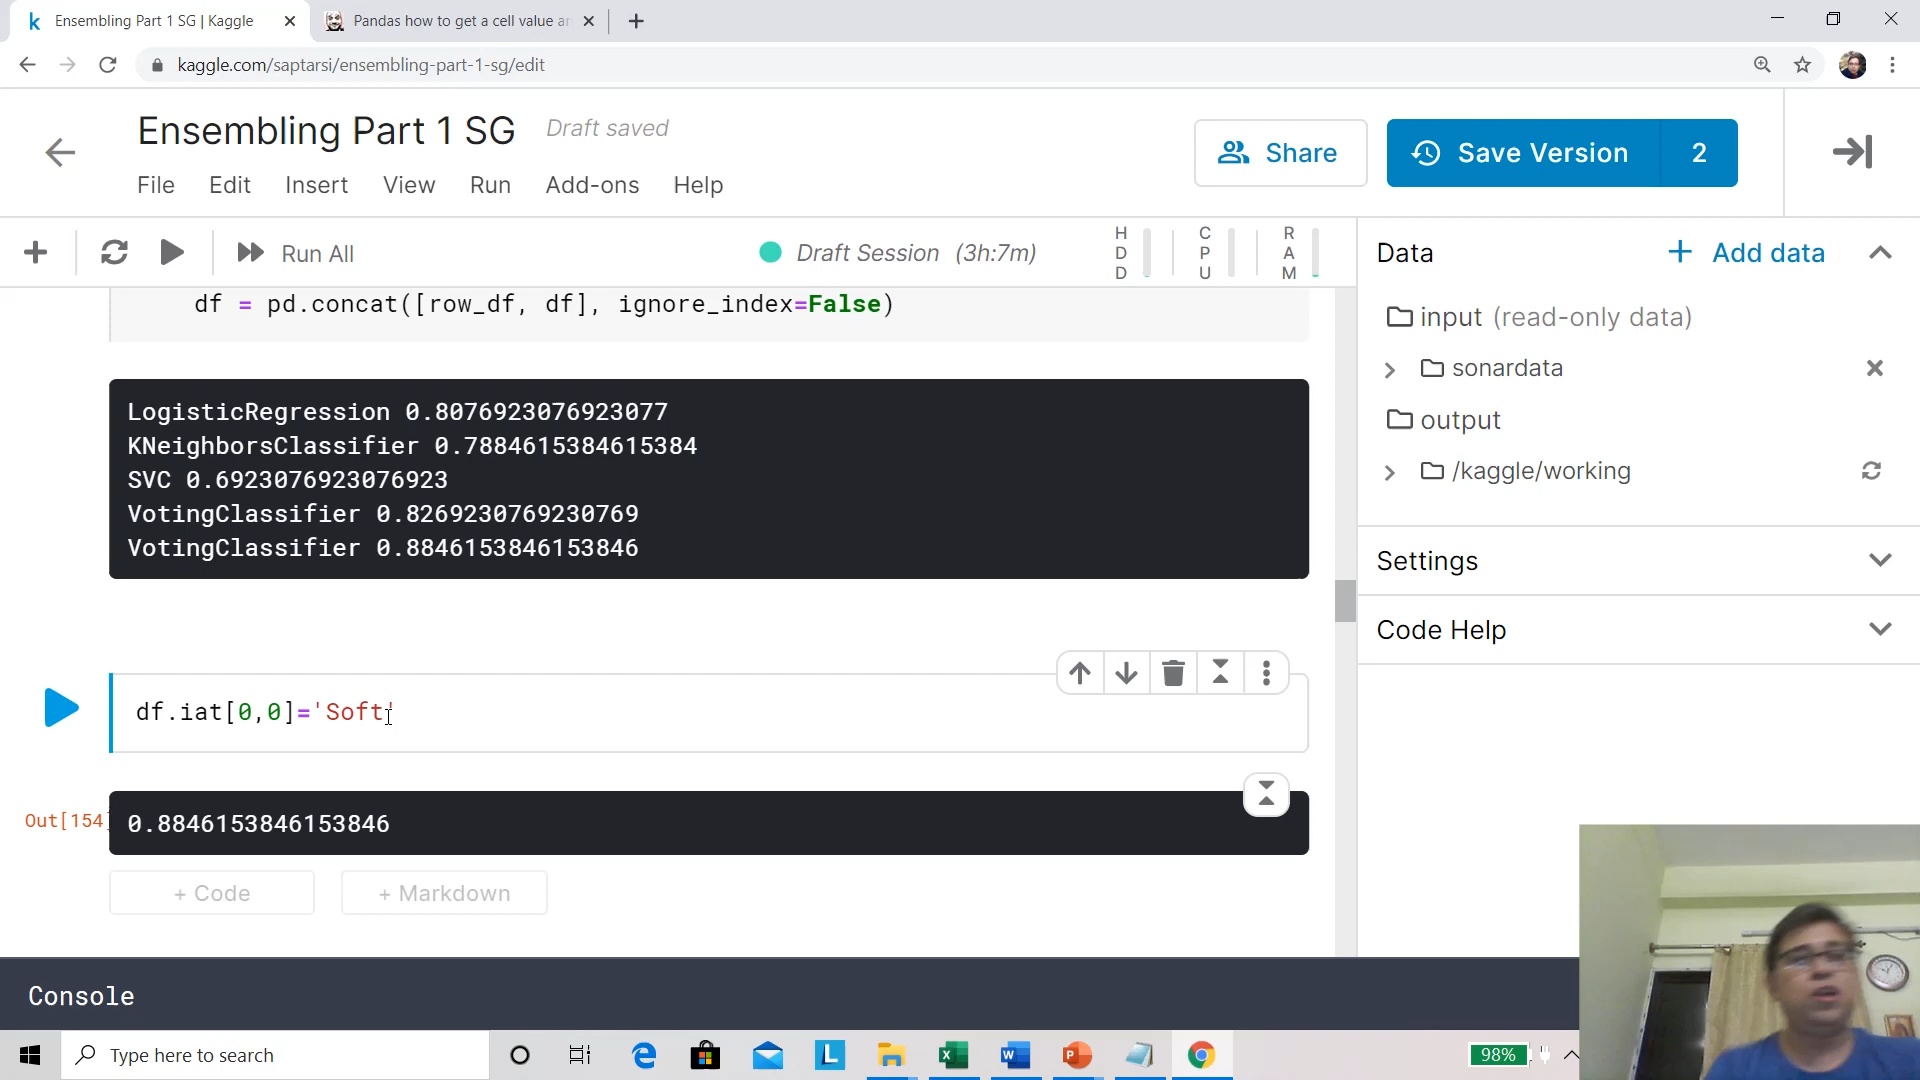 Ensembling Part 1 SG | Kaggle
Pandas how to get a cell value an
kaggle.com/saptarsi/ensembling-part-1-sg/edit
Ensembling Part 1 SG
Draft saved
Share
Save Version
2
File
Edit
Insert
View
Run
Add-ons
Help
Run All
Draft Session (3h:7m)
HDD
CPU
RAM
Data
+ Add data
df = pd.concat([row_df, df], ignore_index=False)
input (read-only data)
sonardata
output
/kaggle/working
Settings
Code Help
LogisticRegression 0.8076923076923077
KNeighborsClassifier 0.7884615384615384
SVC 0.6923076923076923
VotingClassifier 0.8269230769230769
VotingClassifier 0.8846153846153846
df.iat[0,0]='Soft'
Out[154]
0.8846153846153846
+ Code
+ Markdown
Console
Type here to search
98%